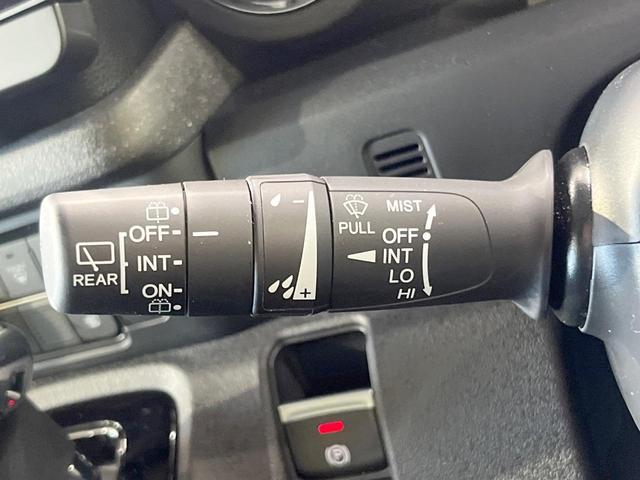 REAR
OFF
INT
ON
−
+
PULL
MIST
OFF
INT
LO
HI
P